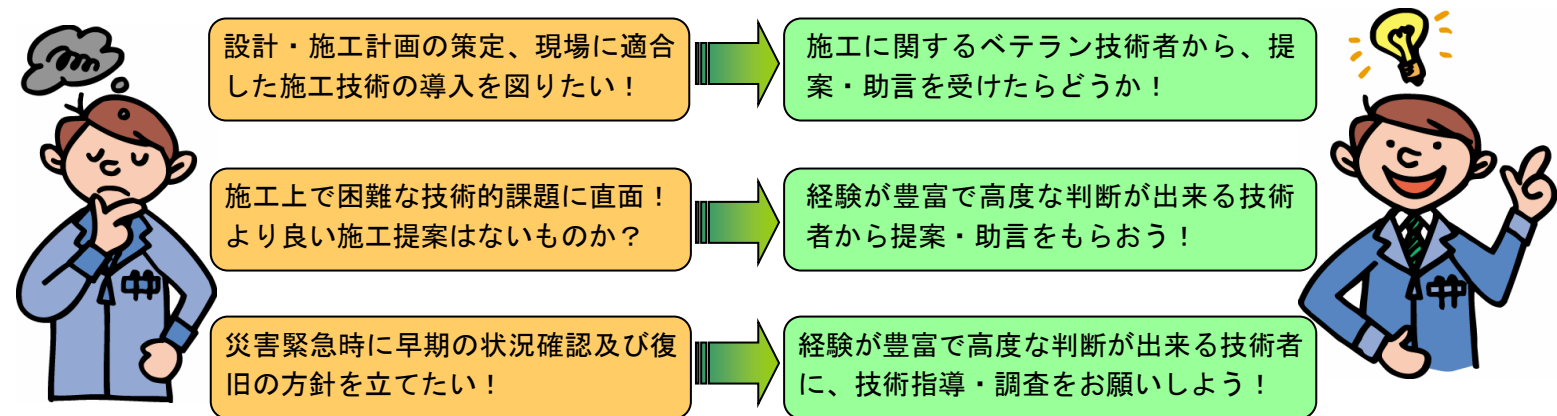 設計・施工計画の策定、現場に適合
した施工技術の導入を図りたい！
施工に関するベテラン技術者から、提
案・助言を受けたらどうか！
施工上で困難な技術的課題に直面！
より良い施工提案はないものか？
経験が豊富で高度な判断が出来る技術
者から提案・助言をもらおう！
災害緊急時に早期の状況確認及び復
旧の方針を立てたい！
経験が豊富で高度な判断が出来る技術者
に、技術指導・調査をお願いしよう！